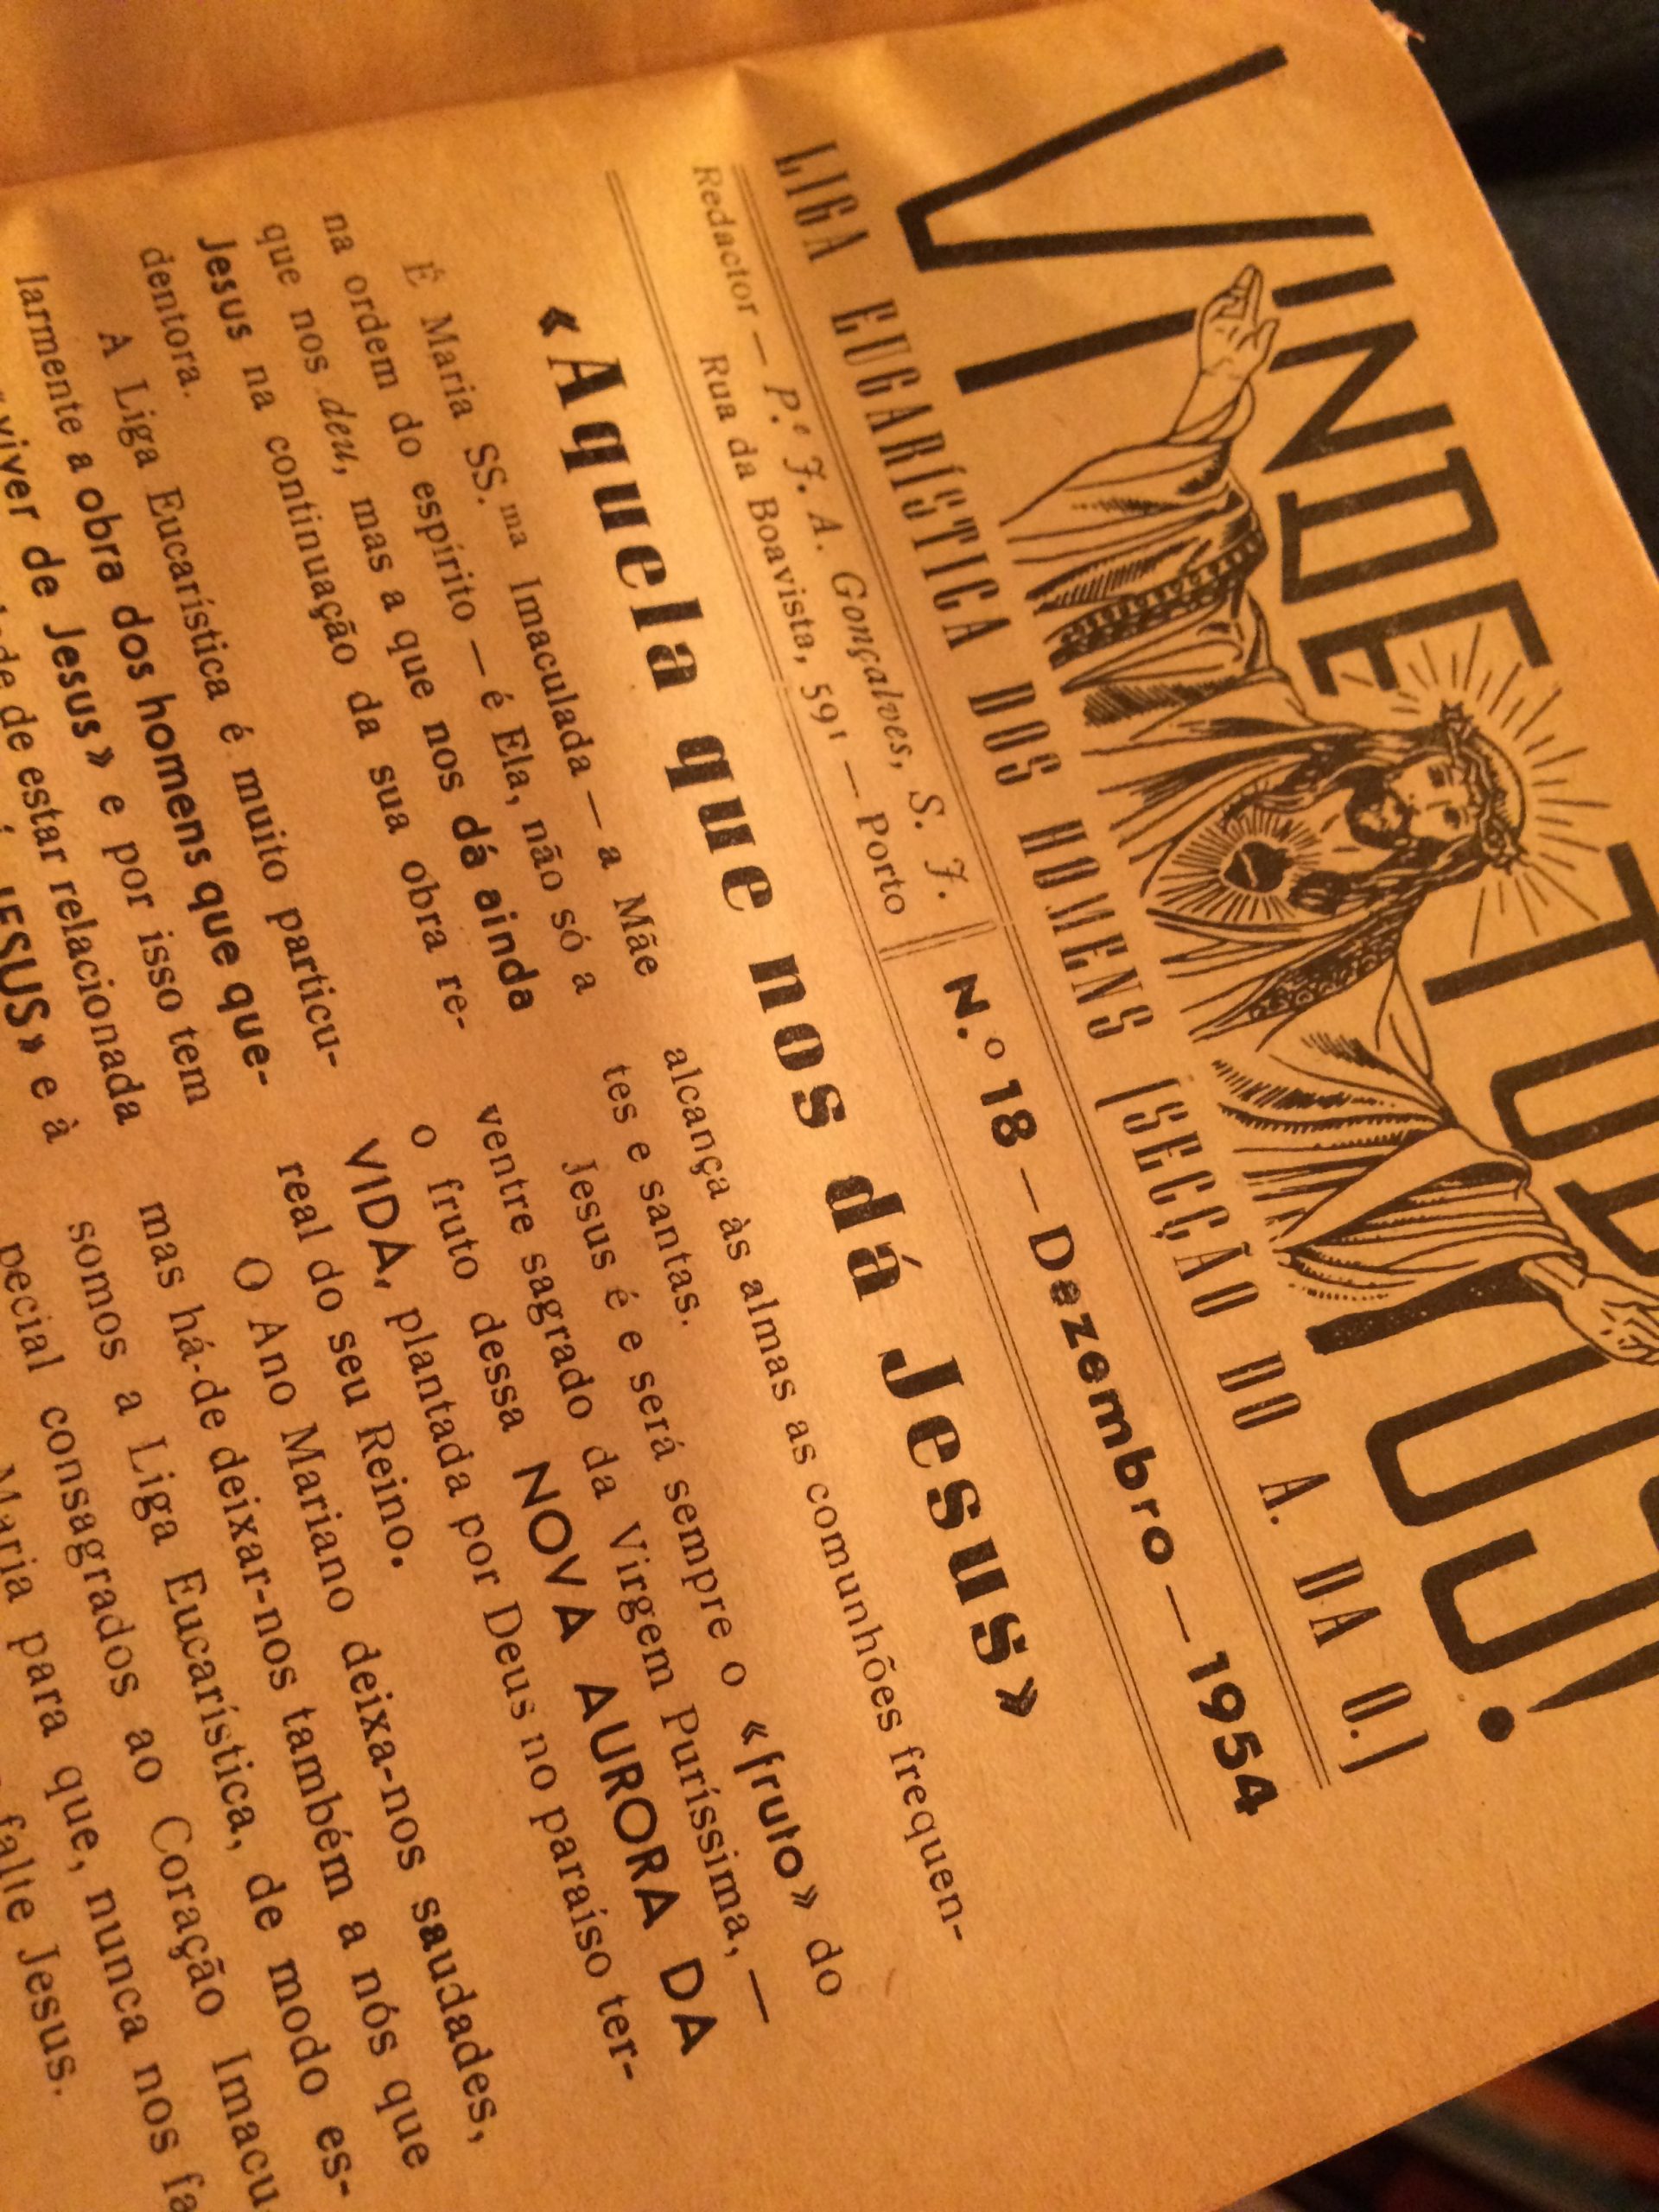 VINDE TODOS!
LIGA EUCARÍSTICA DOS HOMENS (SECÇÃO DO A. DA O.)
Redactor — P.e J. A. Gonçalves, S. J.
Rua da Boavista, 591 — Porto
N.º 18 — Dezembro — 1954
«Aquela que nos dá Jesus»
É Maria SS.ma Imaculada — a Mãe
na ordem do espírito — é Ela, não só a
que nos deu, mas a que nos dá ainda
Jesus na continuação da sua obra re-
dentora.
A Liga Eucarística é muito particu-
larmente a obra dos homens que que-
viver de Jesus» e por isso tem
de estar relacionada
JESUS» e à
alcança às almas as comunhões frequen-
tes e santas.
Jesus é e será sempre o «fruto» do
ventre sagrado da Virgem Puríssima, —
o fruto dessa NOVA AURORA DA
VIDA, plantada por Deus no paraíso ter-
real do seu Reino.
O Ano Mariano deixa-nos saudades,
mas há-de deixar-nos também a nós que
somos a Liga Eucarística, de modo es-
pecial consagrados ao Coração Imacu-
Maria para que, nunca nos fa
falte Jesus.